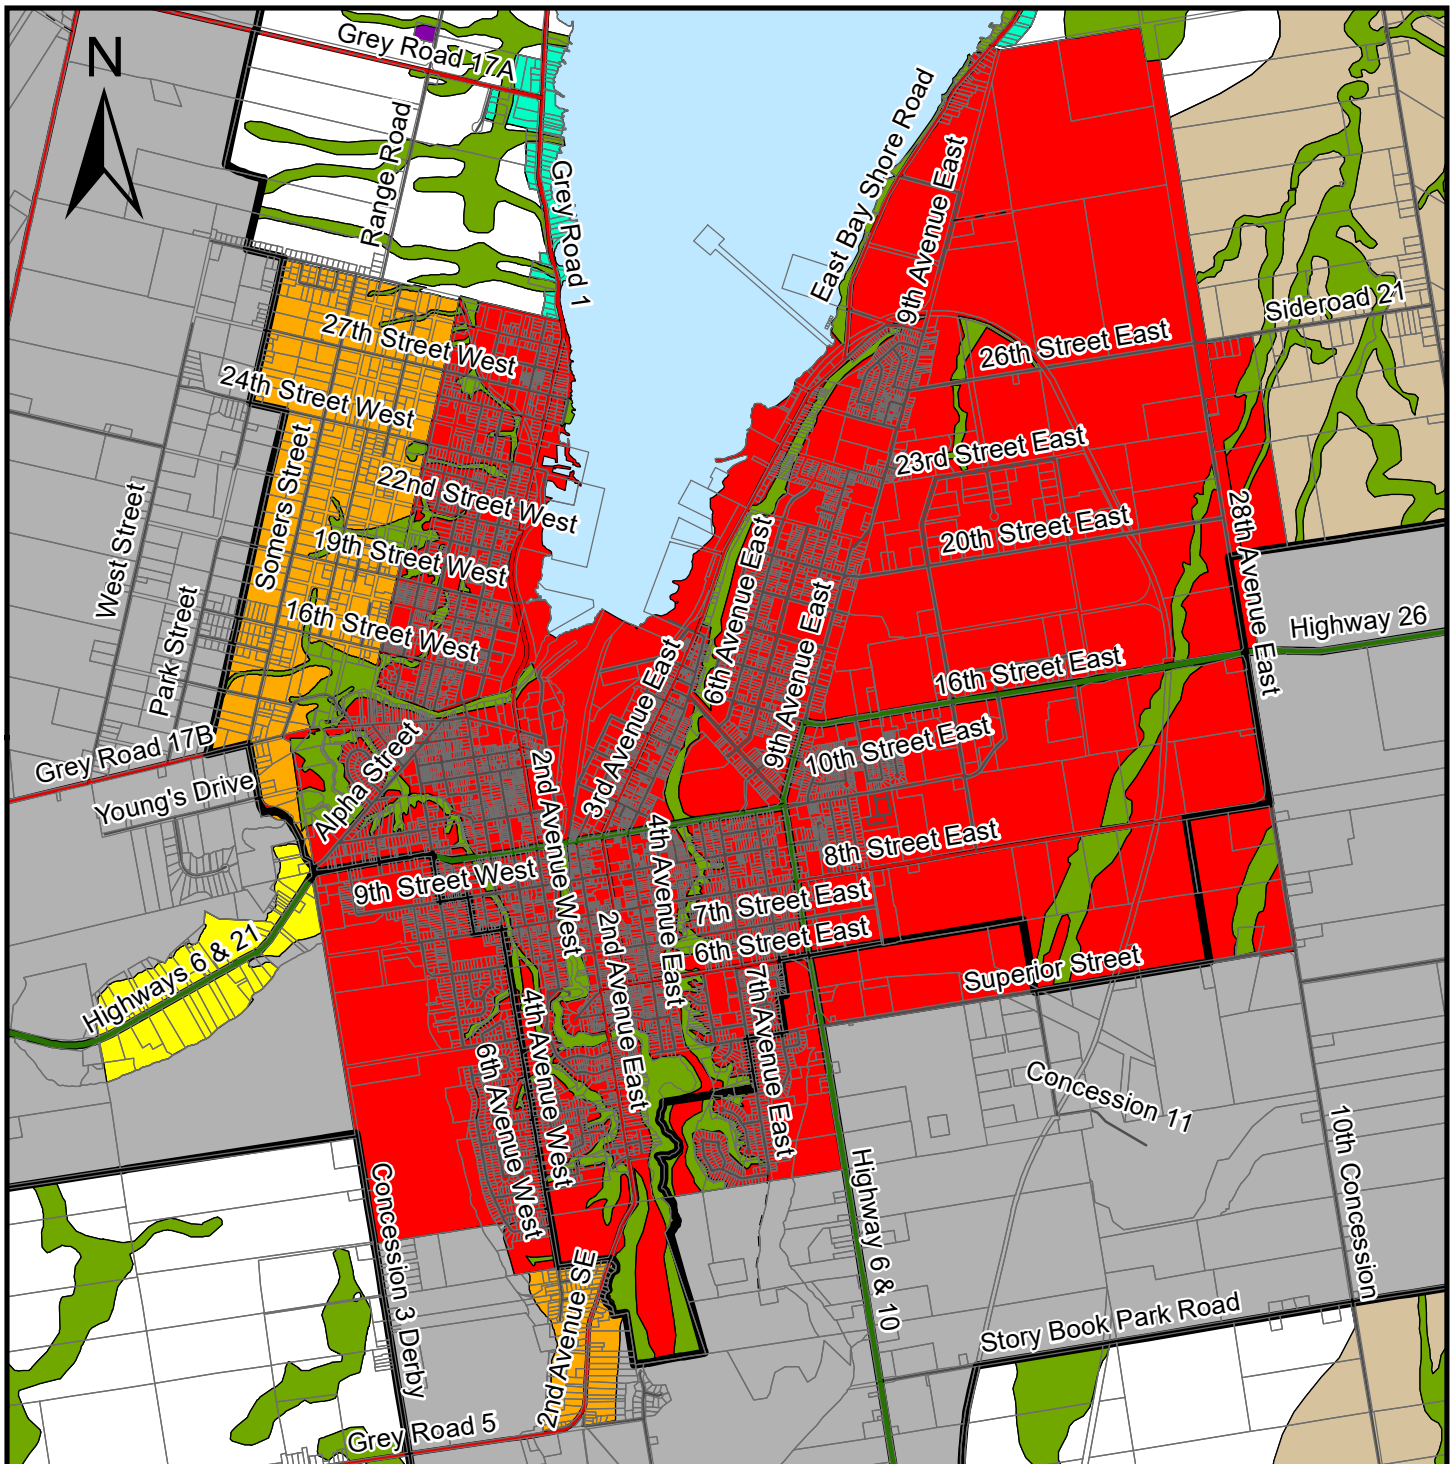 N
Grey Road 17A
Range Road
Grey Road 1
East Bay Shore Road
9th Avenue East
Sideroad 21
27th Street West
26th Street East
24th Street West
23rd Street East
22nd Street West
Somers Street
West Street
19th Street West
20th Street East
28th Avenue East
6th Avenue East
16th Street West
Park Street
9th Avenue East
Highway 26
16th Street East
3rd Avenue East
Grey Road 17B
10th Street East
Young's Drive
Alpha Street
2nd Avenue West
4th Avenue East
8th Street East
9th Street West
7th Street East
6th Street East
2nd Avenue East
Highways 6 & 21
Superior Street
7th Avenue East
4th Avenue West
6th Avenue West
Concession 11
10th Concession
Concession 3 Derby
Highway 6 & 10
2nd Avenue SE
Story Book Park Road
Grey Road 5